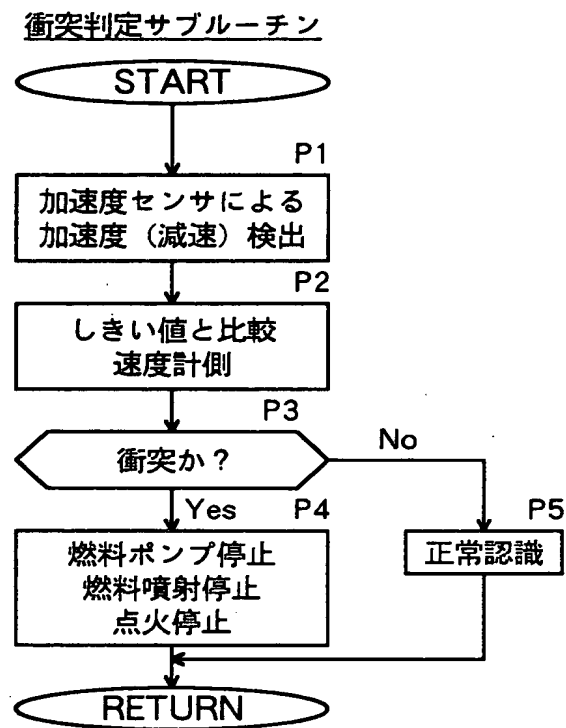 衝突判定サブルーチン
START
P1
加速度センサによる
加速度（減速）検出
P2
しきい値と比較
速度計側
P3
衝突か？
No
Yes
P4
P5
燃料ポンプ停止
燃料噴射停止
点火停止
正常認識
RETURN